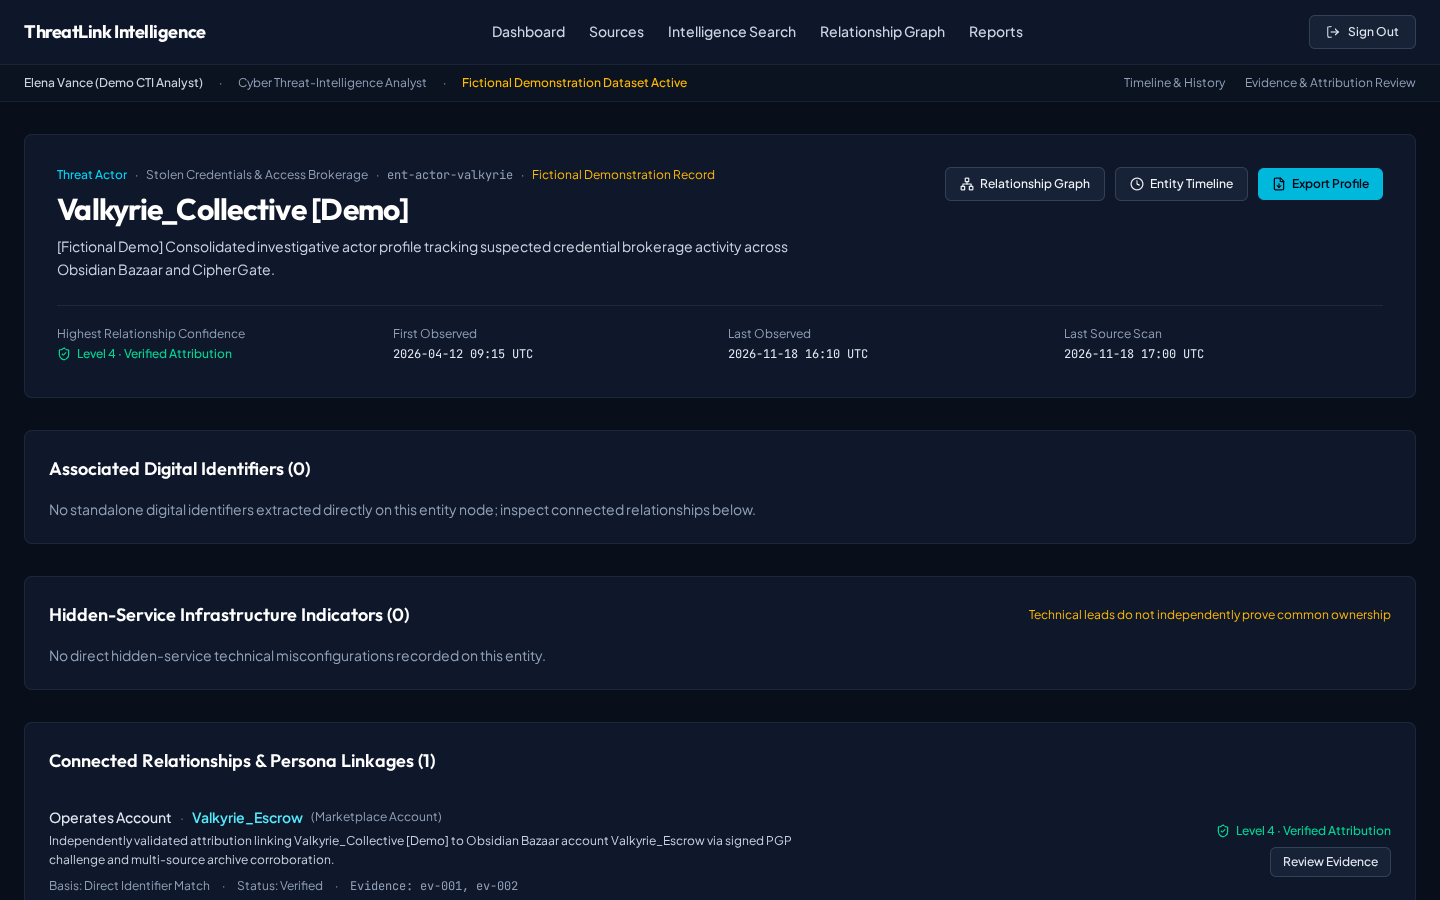 ThreatLink Intelligence
Dashboard
Sources
Intelligence Search
Relationship Graph
Reports
Sign Out
Elena Vance (Demo CTI Analyst) · Cyber Threat-Intelligence Analyst · Fictional Demonstration Dataset Active
Timeline & History
Evidence & Attribution Review
Threat Actor · Stolen Credentials & Access Brokerage · ent-actor-valkyrie · Fictional Demonstration Record
Relationship Graph
Entity Timeline
Export Profile
Valkyrie_Collective [Demo]
[Fictional Demo] Consolidated investigative actor profile tracking suspected credential brokerage activity across
Obsidian Bazaar and CipherGate.
Highest Relationship Confidence
Level 4 · Verified Attribution
First Observed
2026-04-12 09:15 UTC
Last Observed
2026-11-18 16:10 UTC
Last Source Scan
2026-11-18 17:00 UTC
Associated Digital Identifiers (0)
No standalone digital identifiers extracted directly on this entity node; inspect connected relationships below.
Hidden-Service Infrastructure Indicators (0)
Technical leads do not independently prove common ownership
No direct hidden-service technical misconfigurations recorded on this entity.
Connected Relationships & Persona Linkages (1)
Operates Account · Valkyrie_Escrow (Marketplace Account)
Independently validated attribution linking Valkyrie_Collective [Demo] to Obsidian Bazaar account Valkyrie_Escrow via signed PGP
challenge and multi-source archive corroboration.
Basis: Direct Identifier Match · Status: Verified · Evidence: ev-001, ev-002
Level 4 · Verified Attribution
Review Evidence